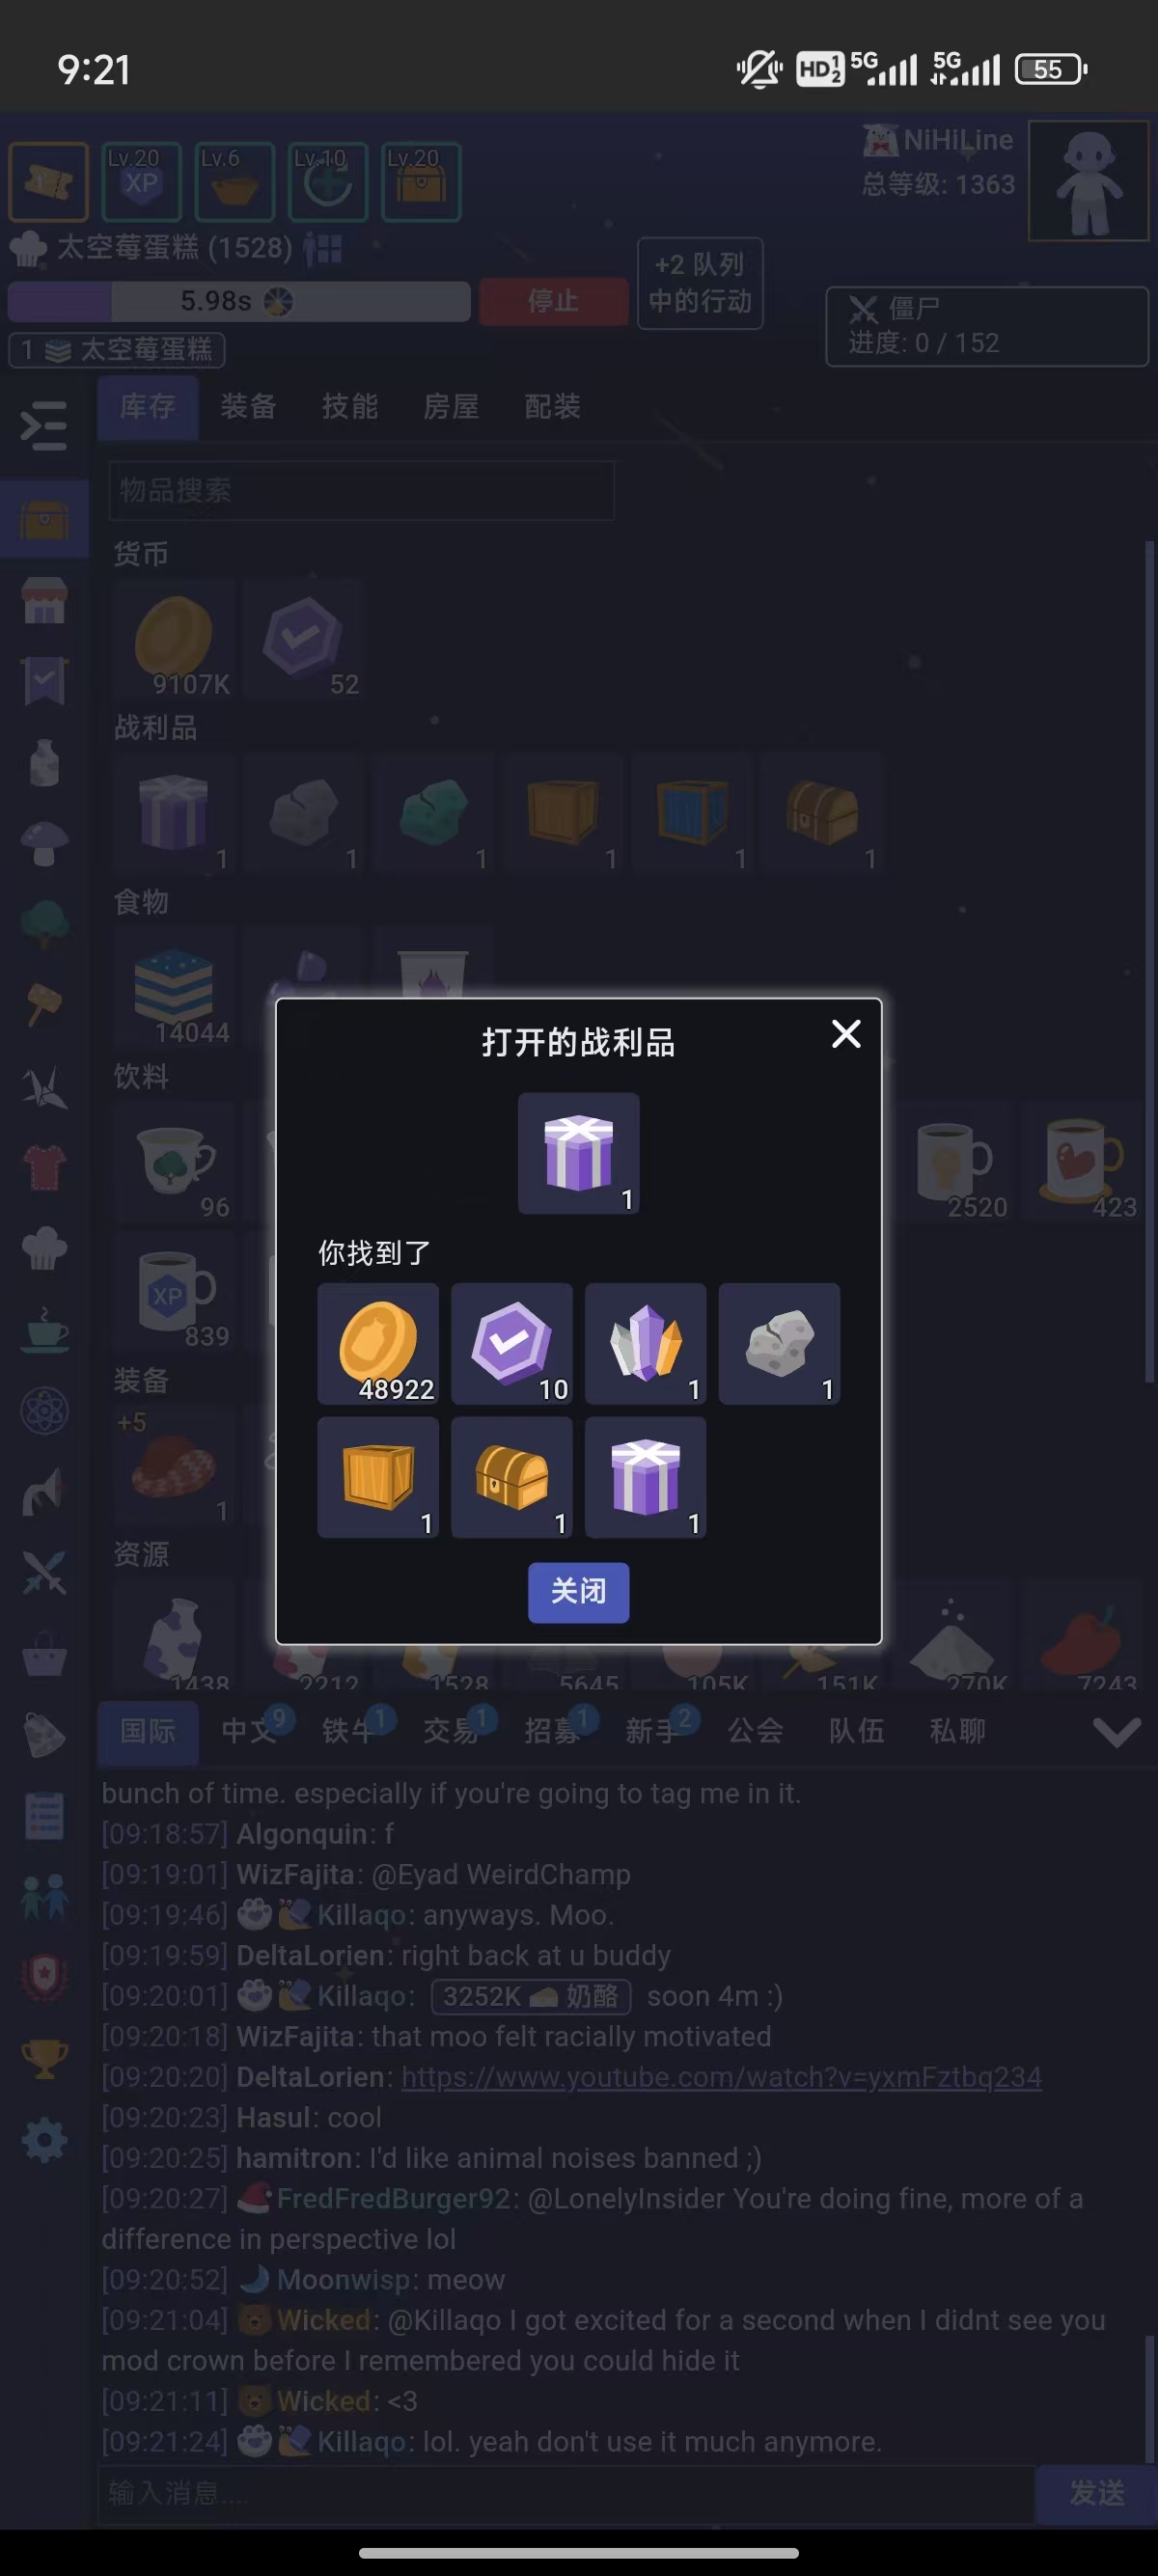 9:21
HD 1 2 5G 5G 55
Lv.20 XP Lv.6 Lv.10 Lv.20
NiHiLine
总等级: 1363
太空莓蛋糕 (1528)
+2 队列
中的行动
5.98s 停止
僵尸
进度: 0 / 152
1 太空莓蛋糕
库存 装备 技能 房屋 配装
物品搜索
货币
9107K 52
战利品
1 1 1 1 1 1
食物
14044
饮料
96 2520 423
XP
839
装备
+5
1
资源
1438 2212 1528 5645 105K 151K 270K 7243
打开的战利品
1
你找到了
48922 10 1 1
1 1 1
关闭
国际 中文 9 铁牛 1 交易 1 招募 1 新手 2 公会 队伍 私聊
bunch of time. especially if you're going to tag me in it.
[09:18:57] Algonquin: f
[09:19:01] WizFajita: @Eyad WeirdChamp
[09:19:46] Killaqo: anyways. Moo.
[09:19:59] DeltaLorien: right back at u buddy
[09:20:01] Killaqo: 3252K 奶酪 soon 4m :)
[09:20:18] WizFajita: that moo felt racially motivated
[09:20:20] DeltaLorien: https://www.youtube.com/watch?v=yxmFztbq234
[09:20:23] Hasul: cool
[09:20:25] hamitron: I'd like animal noises banned ;)
[09:20:27] FredFredBurger92: @LonelyInsider You're doing fine, more of a
difference in perspective lol
[09:20:52] Moonwisp: meow
[09:21:04] Wicked: @Killaqo I got excited for a second when I didnt see you
mod crown before I remembered you could hide it
[09:21:11] Wicked: <3
[09:21:24] Killaqo: lol. yeah don't use it much anymore.
输入消息....
发送